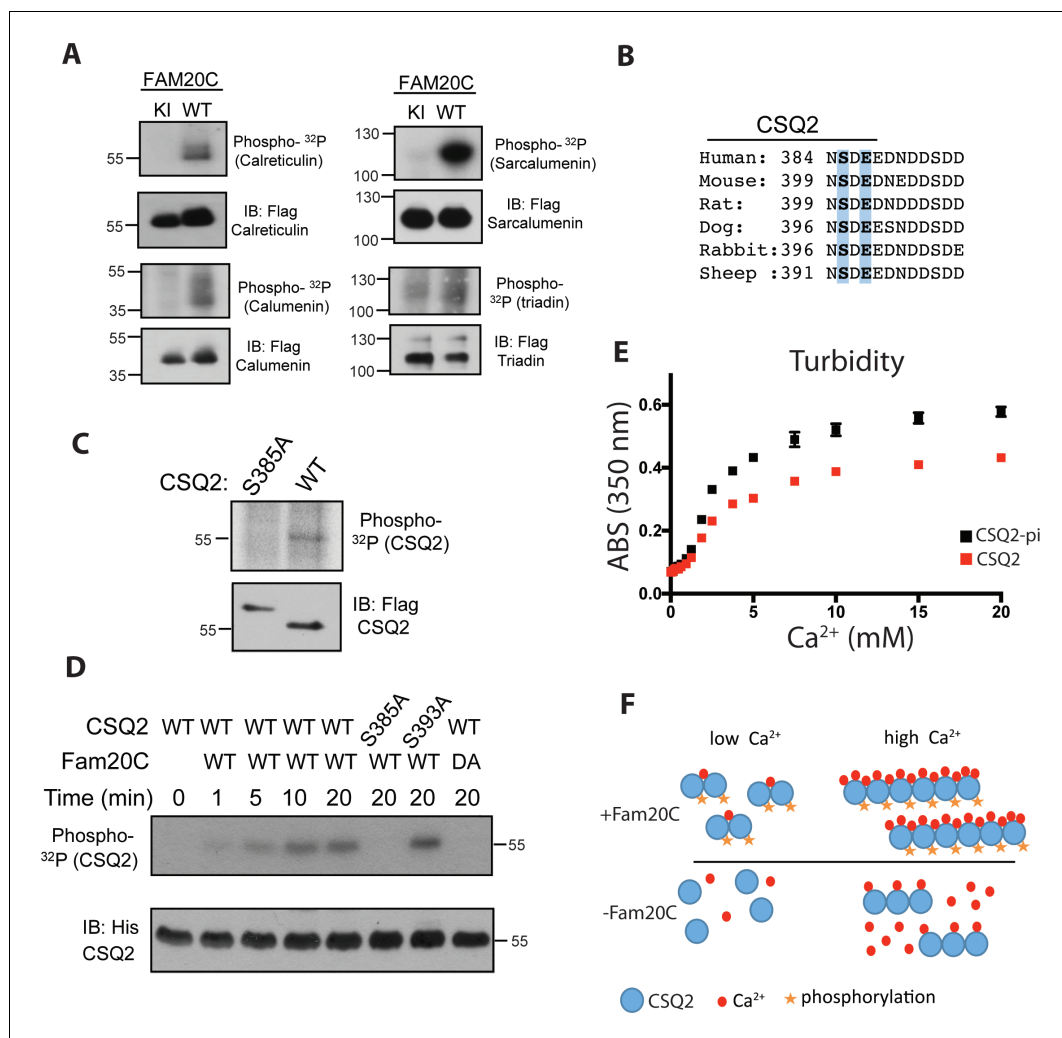 A
FAM20C
KI WT
55
Phospho- ³²P
(Calreticulin)
55
IB: Flag
Calreticulin
55
35
Phospho- ³²P
(Calumenin)
55
35
IB: Flag
Calumenin
FAM20C
KI WT
130
100
Phospho- ³²P
(Sarcalumenin)
130
100
IB: Flag
Sarcalumenin
130
100
Phospho-
³²P (triadin)
130
100
IB: Flag
Triadin
B
CSQ2
Human: 384 NSDEEDNDDSDD
Mouse: 399 NSDEDNEDDSDD
Rat: 399 NSDEDNDDSDD
Dog: 396 NSDEESNDDSDD
Rabbit:396 NSDEENDDSDE
Sheep :391 NSDEEDNDDSDD
C
CSQ2: S385A WT
55
Phospho-
³²P (CSQ2)
55
IB: Flag
CSQ2
D
CSQ2 WT WT WT WT WT S385A S393A WT
Fam20C WT WT WT WT WT WT DA
Time (min) 0 1 5 10 20 20 20 20
Phospho-
³²P (CSQ2)
55
IB: His
CSQ2
55
E
Turbidity
ABS (350 nm)
0.6
0.4
0.2
0.0
0 5 10 15 20
Ca²⁺ (mM)
CSQ2-pi
CSQ2
F
low Ca²⁺ high Ca²⁺
+Fam20C
-Fam20C
CSQ2 Ca²⁺ phosphorylation